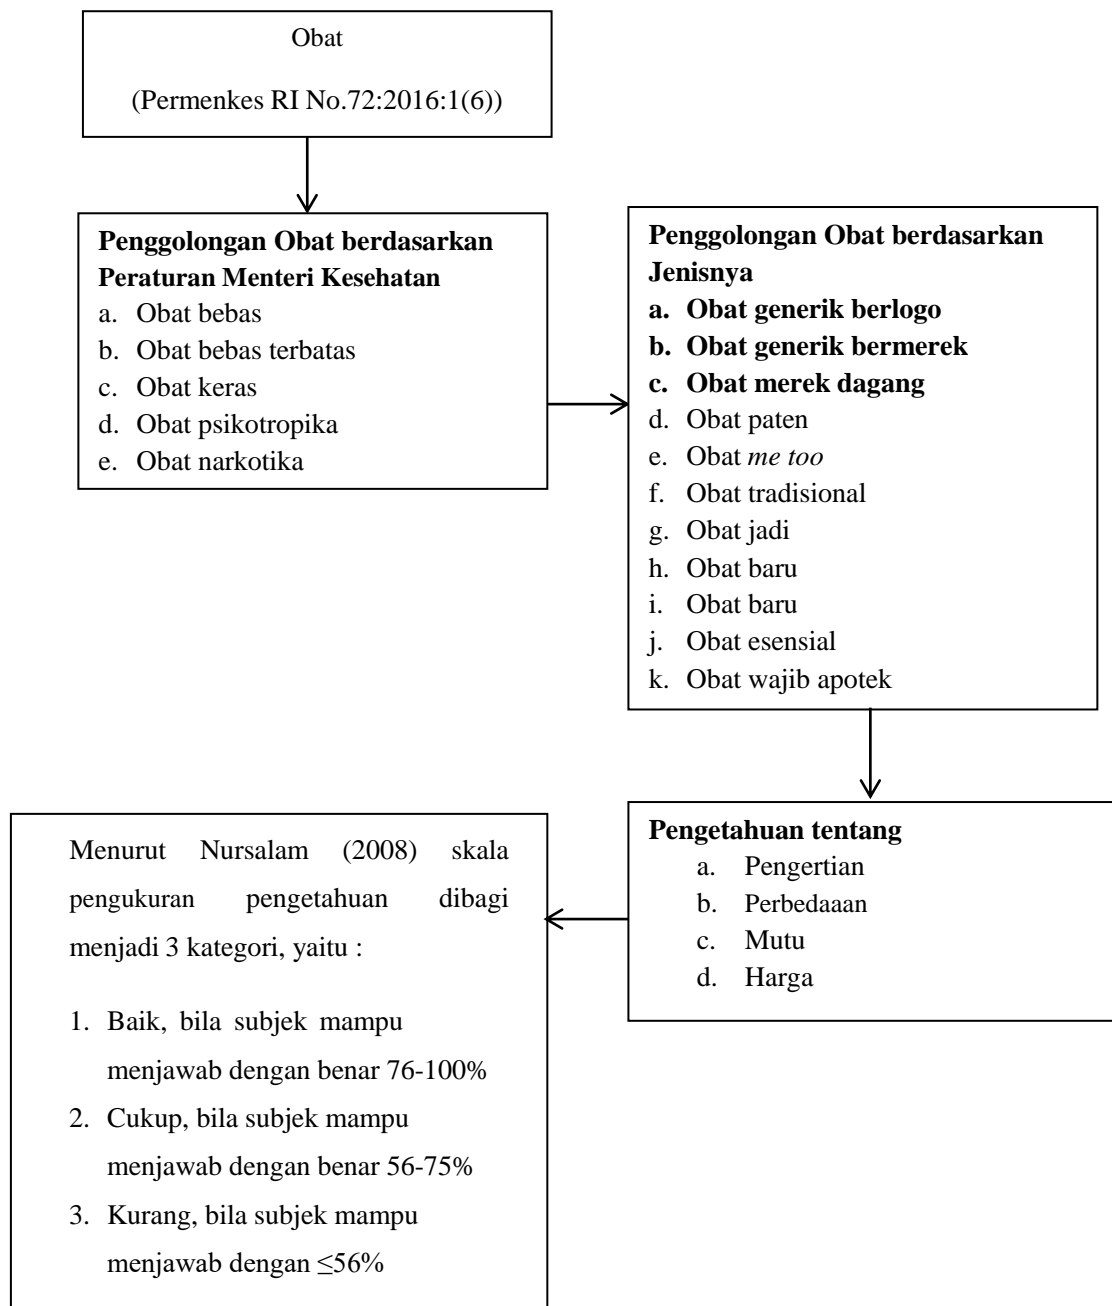 Obat
(Permenkes RI No.72:2016:1(6))
Penggolongan Obat berdasarkan
Peraturan Menteri Kesehatan
a. Obat bebas
b. Obat bebas terbatas
c. Obat keras
d. Obat psikotropika
e. Obat narkotika
Penggolongan Obat berdasarkan
Jenisnya
a. Obat generik berlogo
b. Obat generik bermerek
c. Obat merek dagang
d. Obat paten
e. Obat me too
f. Obat tradisional
g. Obat jadi
h. Obat baru
i. Obat baru
j. Obat esensial
k. Obat wajib apotek
Pengetahuan tentang
a. Pengertian
b. Perbedaaan
c. Mutu
d. Harga
Menurut Nursalam (2008) skala
pengukuran pengetahuan dibagi
menjadi 3 kategori, yaitu :
1. Baik, bila subjek mampu
menjawab dengan benar 76-100%
2. Cukup, bila subjek mampu
menjawab dengan benar 56-75%
3. Kurang, bila subjek mampu
menjawab dengan ≤56%